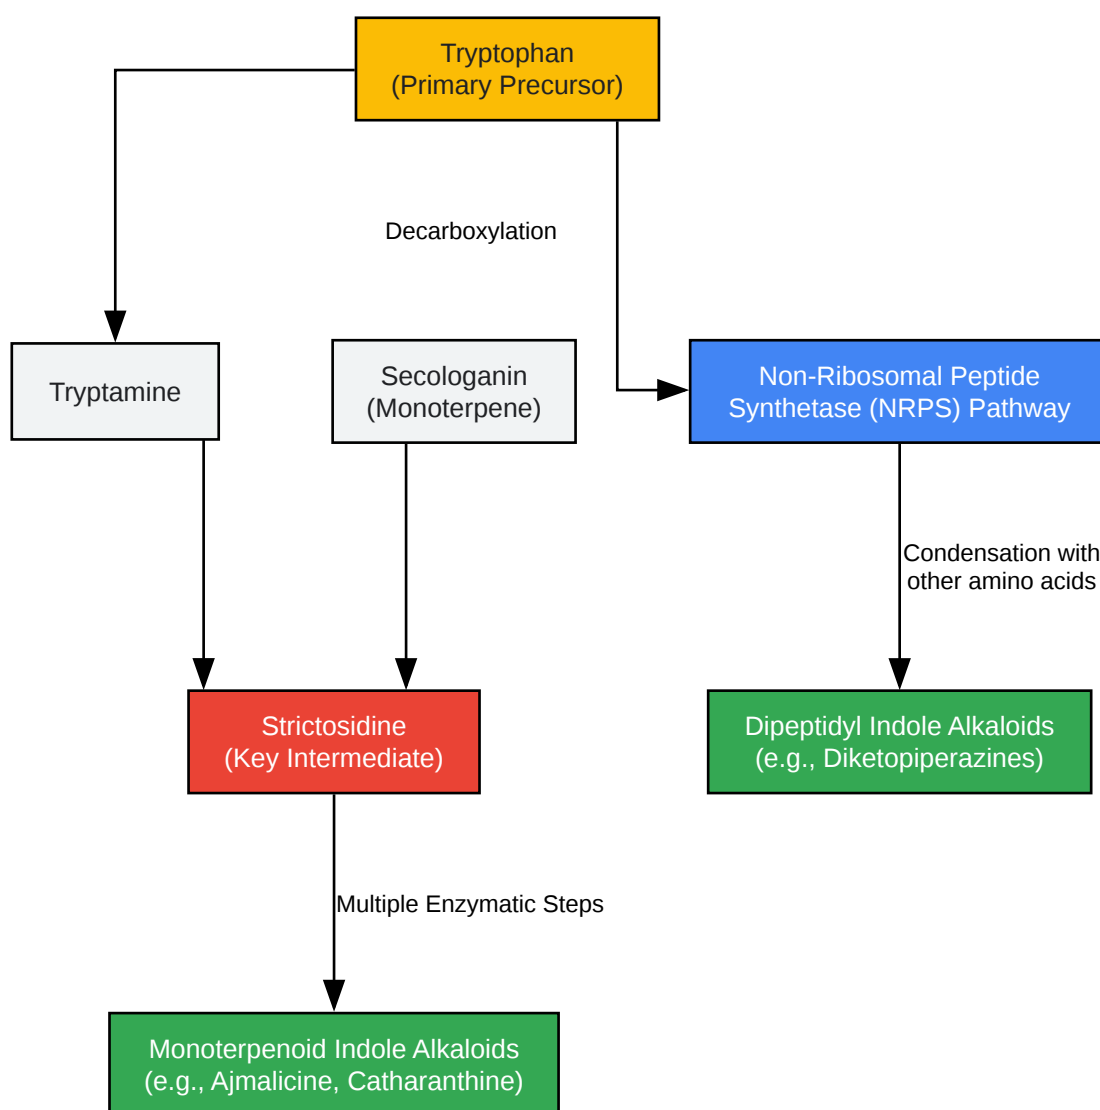 Tryptophan
(Primary Precursor)
Decarboxylation
Tryptamine
Secologanin
(Monoterpene)
Non-Ribosomal Peptide
Synthetase (NRPS) Pathway
Condensation with
other amino acids
Strictosidine
(Key Intermediate)
Dipeptidyl Indole Alkaloids
(e.g., Diketopiperazines)
Multiple Enzymatic Steps
Monoterpenoid Indole Alkaloids
(e.g., Ajmalicine, Catharanthine)